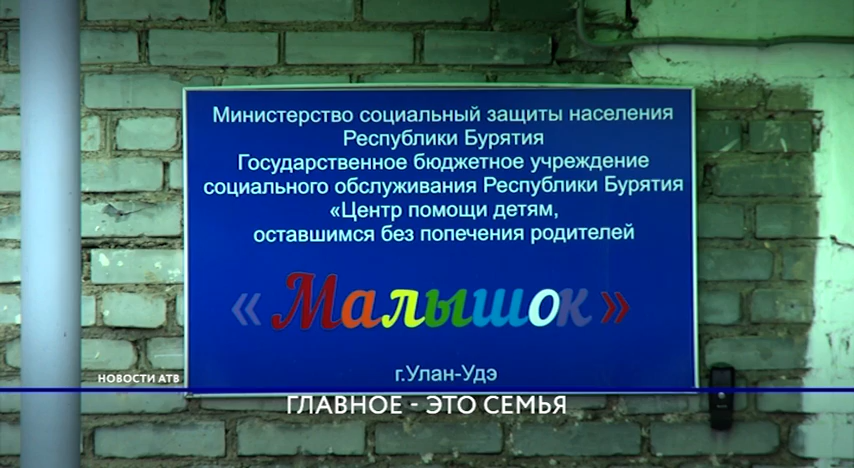 Министерство социальный защиты населения
Республики Бурятия
Государственное бюджетное учреждение
социального обслуживания Республики Бурятия
«Центр помощи детям,
оставшимся без попечения родителей
«Малышок»
г.Улан-Удэ
НОВОСТИ АТВ
ГЛАВНОЕ - ЭТО СЕМЬЯ